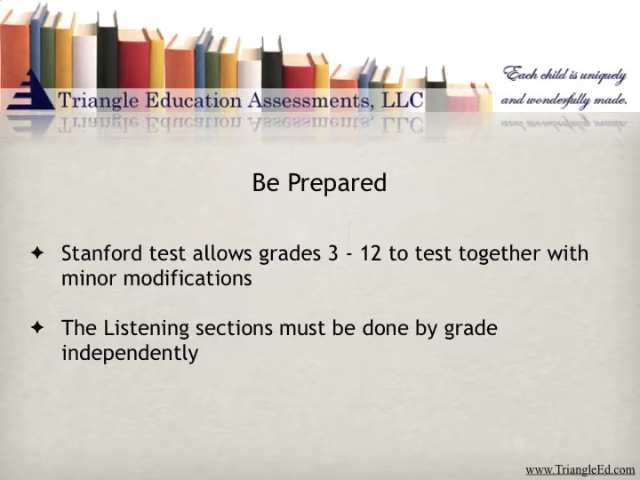 Each child is uniquely
and wonderfully made.
Triangle Education Assessments, LLC
Be Prepared
✦ Stanford test allows grades 3 - 12 to test together with
minor modifications
✦ The Listening sections must be done by grade
independently
www.TriangleEd.com